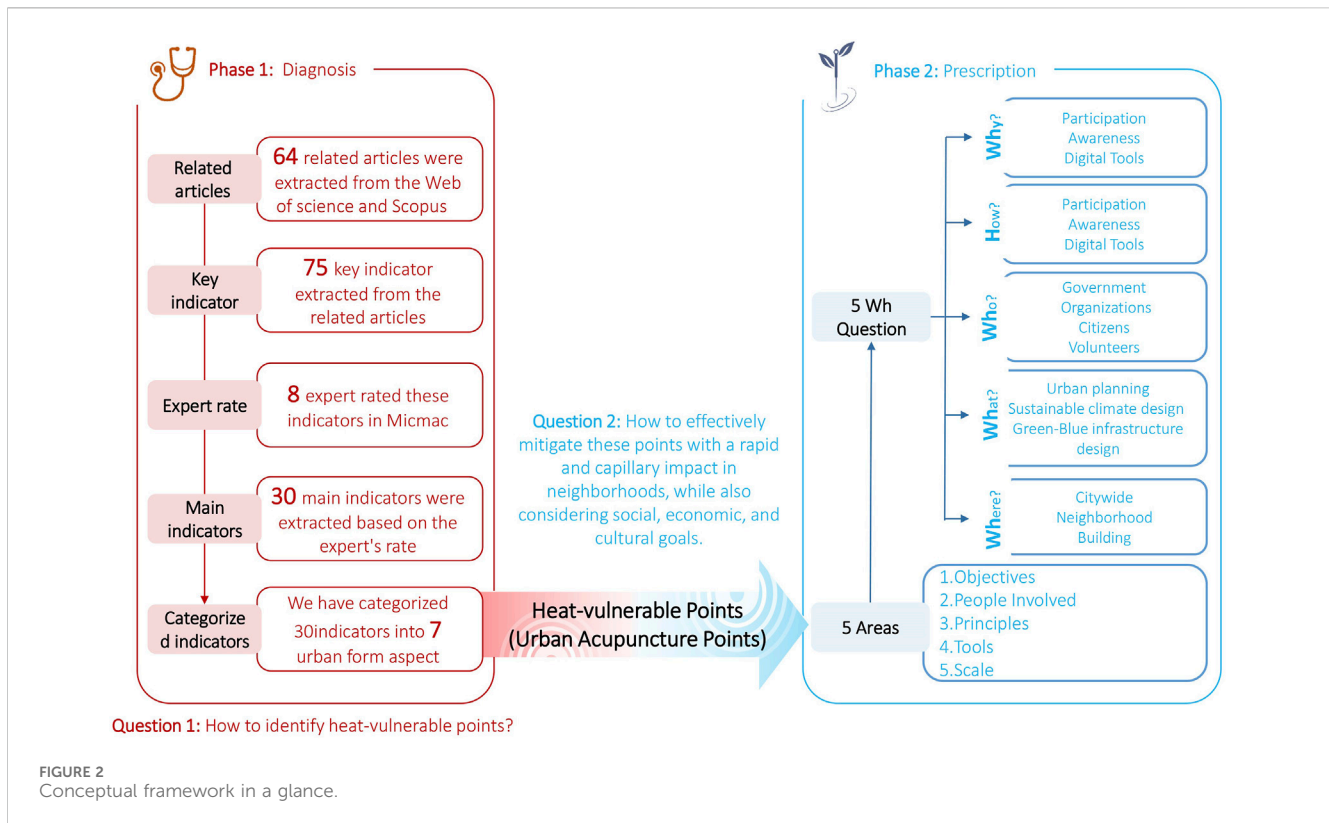 Phase 1: Diagnosis
Related
articles
64 related articles were
extracted from the Web
of science and Scopus
Key
indicator
75 key indicator
extracted from the
related articles
Expert rate
8 expert rated these
indicators in Micmac
Main
indicators
30 main indicators were
extracted based on the
expert's rate
Categorize
d indicators
We have categorized
30indicators into 7
urban form aspect
Question 1: How to identify heat-vulnerable points?
Question 2: How to effectively
mitigate these points with a rapid
and capillary impact in
neighborhoods, while also
considering social, economic, and
cultural goals.
Heat-vulnerable Points
(Urban Acupuncture Points)
Phase 2: Prescription
5 Wh
Question
Why?
Participation
Awareness
Digital Tools
How?
Participation
Awareness
Digital Tools
Who?
Government
Organizations
Citizens
Volunteers
What?
Urban planning
Sustainable climate design
Green-Blue infrastructure
design
Where?
Citywide
Neighborhood
Building
5 Areas
1.Objectives
2.People Involved
3.Principles
4.Tools
5.Scale
FIGURE 2
Conceptual framework in a glance.